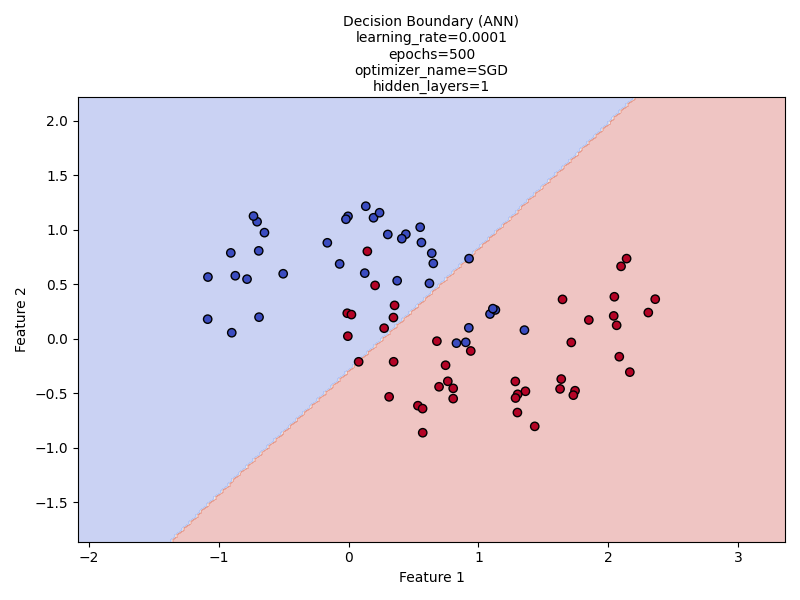 Decision Boundary (ANN)
learning_rate=0.0001
epochs=500
optimizer_name=SGD
hidden_layers=1
Feature 2
2.0
1.5
1.0
0.5
0.0
−0.5
−1.0
−1.5
−2 −1 0 1 2 3
Feature 1